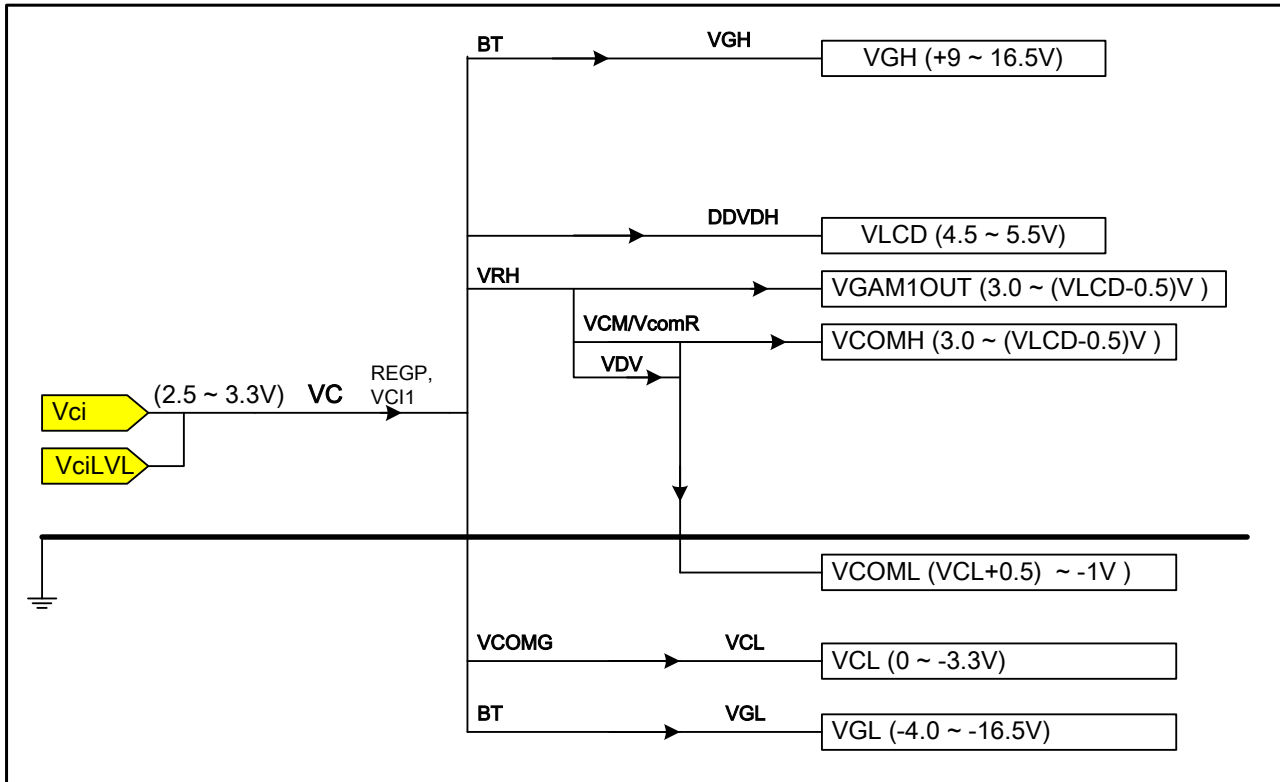 BT
VGH
VGH (+9 ~ 16.5V)
DDVDH
VLCD (4.5 ~ 5.5V)
VRH
VGAM1OUT (3.0 ~ (VLCD-0.5)V )
VCM/VcomR
VCOMH (3.0 ~ (VLCD-0.5)V )
VDV
Vci
(2.5 ~ 3.3V)
VC
REGP,
VCI1
VciLVL
VCOML (VCL+0.5) ~ -1V )
VCOMG
VCL
VCL (0 ~ -3.3V)
BT
VGL
VGL (-4.0 ~ -16.5V)